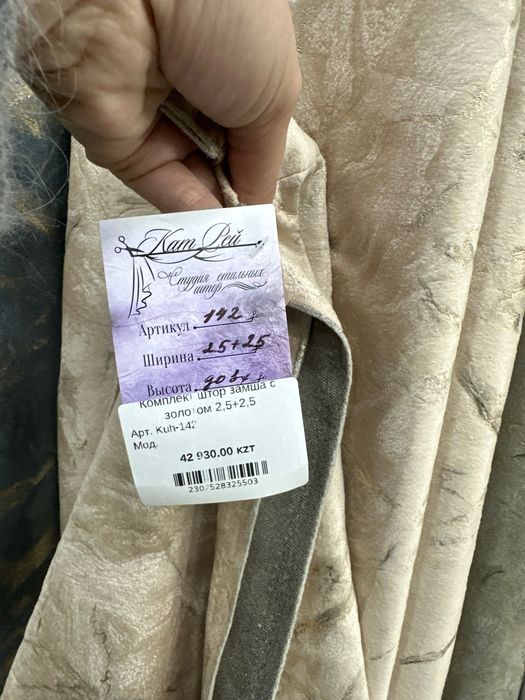 Кат Рей
Студия стильных
штор
Артикул 142
Ширина 2.5+2.5
Высота
Комплект штор замша с
золотом 2,5+2,5
Арт. Kuh-142
Мод.
42 930.00 KZT
2302528325503